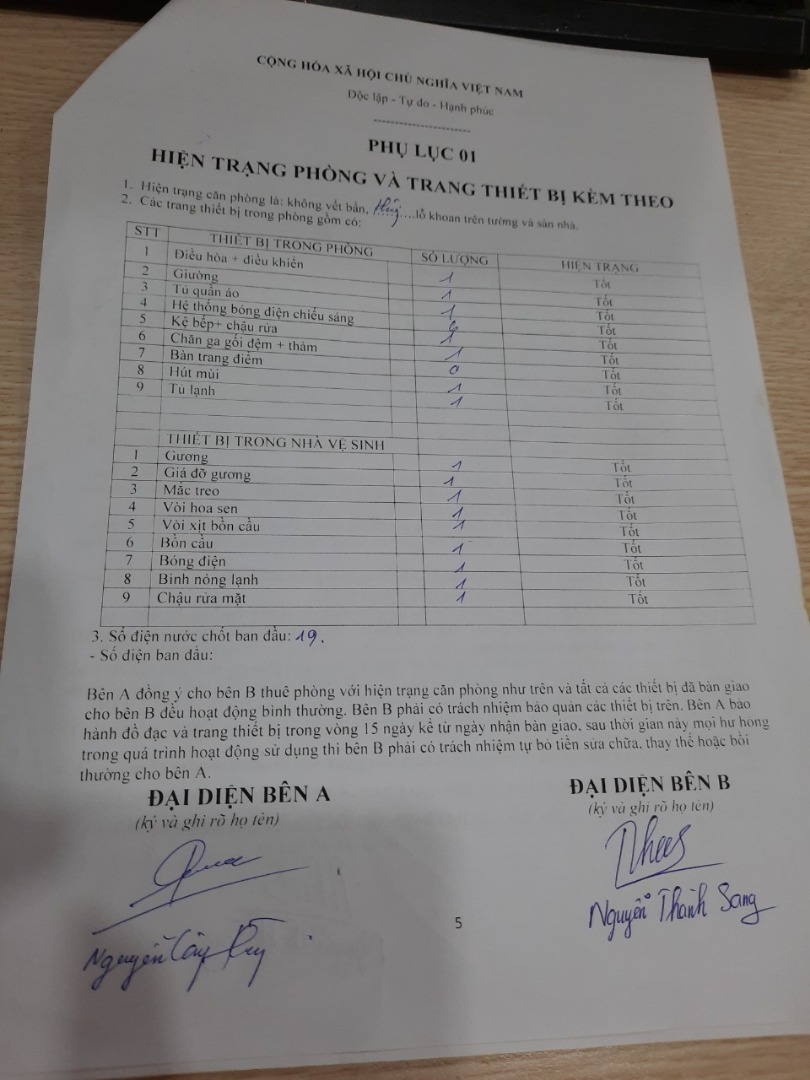 CỘNG HÒA XÃ HỘI CHỦ NGHĨA VIỆT NAM
Độc lập - Tự do - Hạnh phúc
PHỤ LỤC 01
HIỆN TRẠNG PHÒNG VÀ TRANG THIẾT BỊ KÈM THEO
1. Hiện trạng căn phòng là: không vết bẩn, ....lỗ khoan trên tường và sàn nhà.
2. Các trang thiết bị trong phòng gồm có:
STT THIẾT BỊ TRONG PHÒNG SỐ LƯỢNG HIỆN TRẠNG
1 Điều hòa + điều khiển 1 Tốt
2 Giường 1 Tốt
3 Tủ quần áo 1 Tốt
4 Hệ thống bóng điện chiếu sáng Tốt
5 Kệ bếp+ chậu rửa 1 Tốt
6 Chăn ga gối đệm + thảm 1 Tốt
7 Bàn trang điểm 0 Tốt
8 Hút mùi 1 Tốt
9 Tủ lạnh 1 Tốt
THIẾT BỊ TRONG NHÀ VỆ SINH
1 Gương 1 Tốt
2 Giá đỡ gương 1 Tốt
3 Mắc treo 1 Tốt
4 Vòi hoa sen 1 Tốt
5 Vòi xịt bồn cầu 1 Tốt
6 Bồn cầu 1 Tốt
7 Bóng điện 1 Tốt
8 Bình nóng lạnh 1 Tốt
9 Chậu rửa mặt 1 Tốt
3. Số điện nước chốt ban đầu: 19.
- Số điện ban đầu:
Bên A đồng ý cho bên B thuê phòng với hiện trạng căn phòng như trên và tất cả các thiết bị đã bàn giao
cho bên B đều hoạt động bình thường. Bên B phải có trách nhiệm bảo quản các thiết bị trên. Bên A bảo
hành đồ đạc và trang thiết bị trong vòng 15 ngày kể từ ngày nhận bàn giao, sau thời gian này mọi hư hỏng
trong quá trình hoạt động sử dụng thì bên B phải có trách nhiệm tự bỏ tiền sửa chữa, thay thế hoặc bồi
thường cho bên A.
ĐẠI DIỆN BÊN A ĐẠI DIỆN BÊN B
(ký và ghi rõ họ tên) (ký và ghi rõ họ tên)
Nguyễn Thành Sang
Nguyễn
5